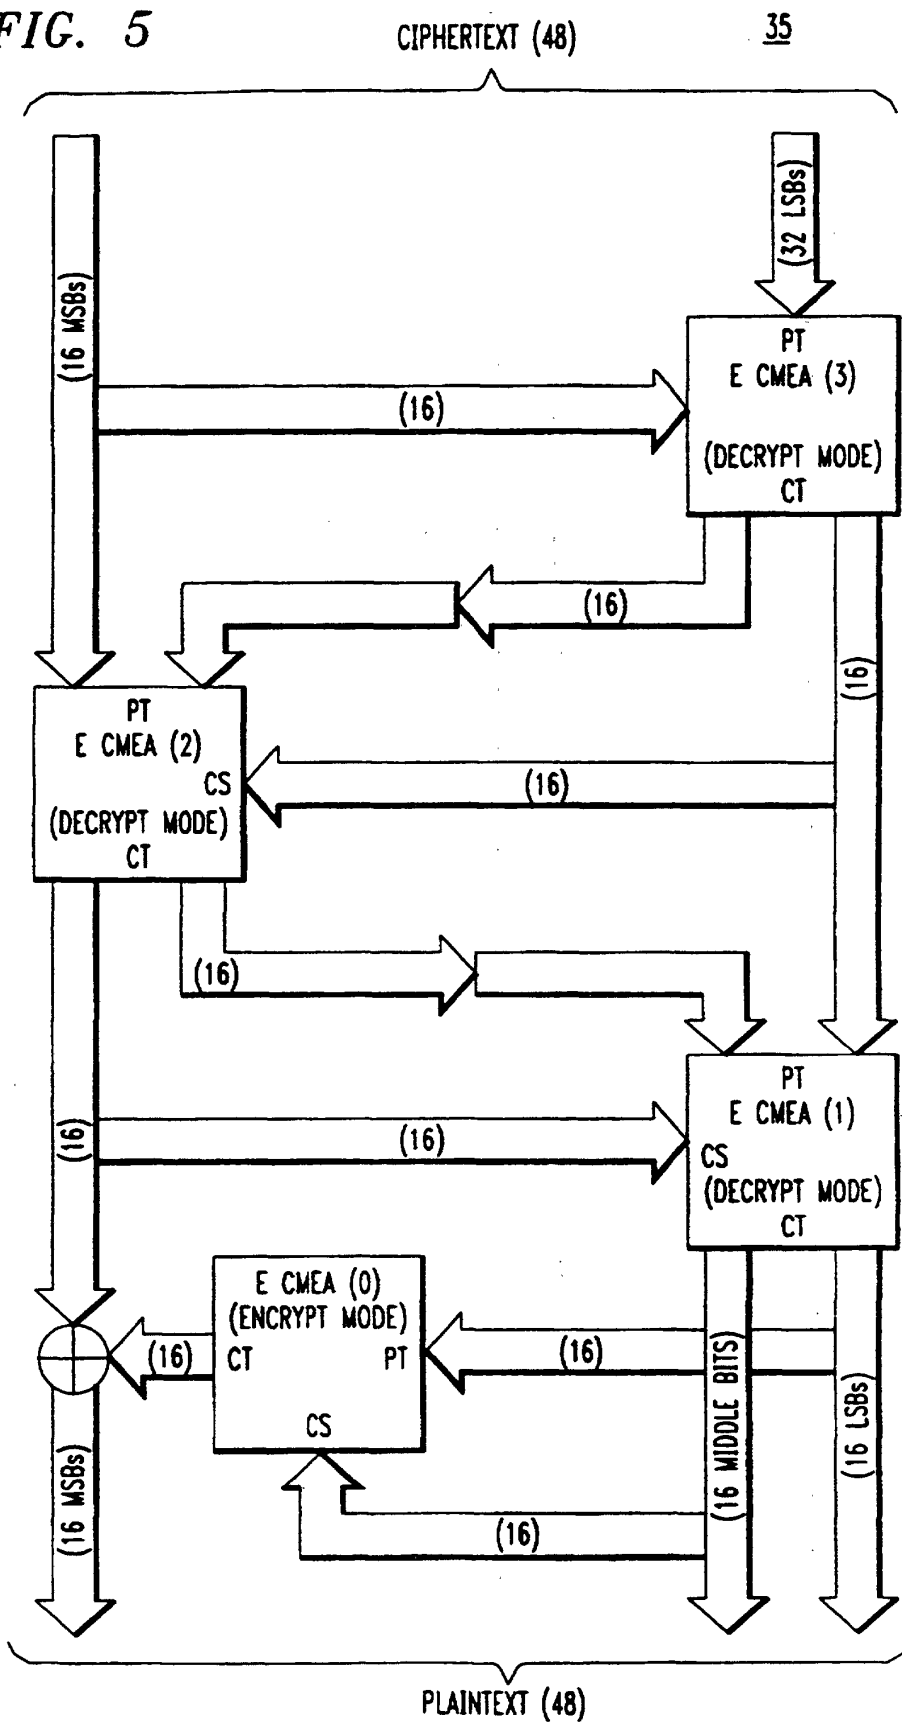 FIG. 5
CIPHERTEXT (48)
35
(16 MSBs)
(32 LSBs)
PT
E CMEA (3)
(DECRYPT MODE)
CT
(16)
(16)
(16)
PT
E CMEA (2)
CS
(DECRYPT MODE)
CT
(16)
(16)
(16)
(16)
PT
E CMEA (1)
CS
(DECRYPT MODE)
CT
E CMEA (0)
(ENCRYPT MODE)
CT
PT
CS
(16)
(16)
(16 MIDDLE BITS)
(16 LSBs)
(16 MSBs)
(16)
PLAINTEXT (48)